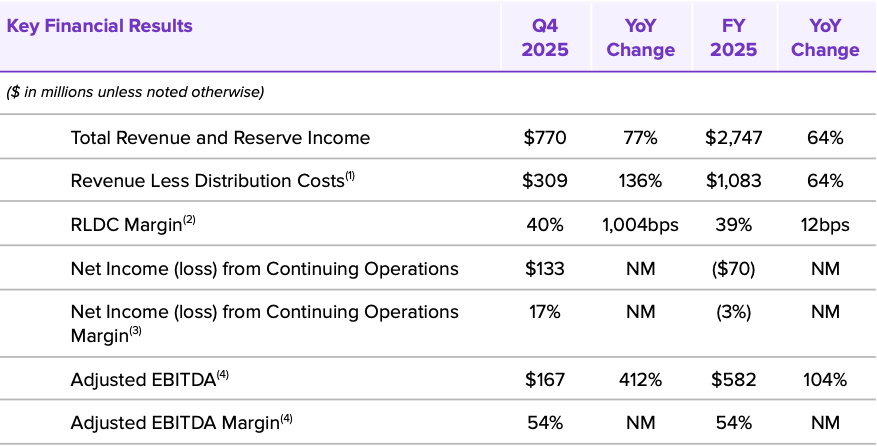 Key Financial Results Q4 2025 YoY Change FY 2025 YoY Change
($ in millions unless noted otherwise)
Total Revenue and Reserve Income $770 77% $2,747 64%
Revenue Less Distribution Costs(1) $309 136% $1,083 64%
RLDC Margin(2) 40% 1,004bps 39% 12bps
Net Income (loss) from Continuing Operations $133 NM ($70) NM
Net Income (loss) from Continuing Operations
Margin(3) 17% NM (3%) NM
Adjusted EBITDA(4) $167 412% $582 104%
Adjusted EBITDA Margin(4) 54% NM 54% NM